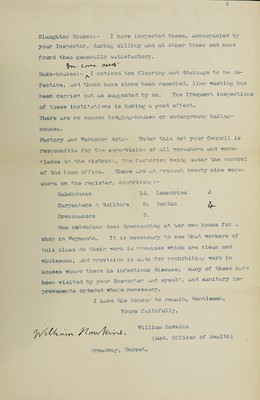 Slaughter Houses:- I have inspected these, accompanied by
your Inspector, during killing and at other times and have
found them generally satisfactory.
In some cases
Bake-houses:- I noticed the flooring and drainage to be de-
fective, and these have since been remedied, lime washing has
been carried out as suggested by me. The frequent inspections
of these institutions is having a good effect.
There are no common lodging-houses or underground baking-
houses.
Factory and Workshop Act:- Under this Act your Council is
responsible for the supervision of all workshops and work-
places in the district, the factories being under the control
of the Home Office. There are at present twenty nine work-
shops on the register, comprising:-
Bakehouses 12. Laundries 2
Carpenters & Builders 8. Smiths 4
Dressmakers 3.
One outworker does dressmaking at her own house for a
shop in Weymouth. It is necessary to see that workers of
this class do their work in premises which are clean and
wholesome, and provision is made for prohibiting work in
houses where there is infectious disease; many of these have
been visited by your Inspector and myself, and sanitary im-
provements ordered where necessary.
I have the honour to remain, Gentlemen,
Yours faithfully,
William Hawkins.
William Hawkins
(Med. Officer of Health)
Broadwey, Dorset.